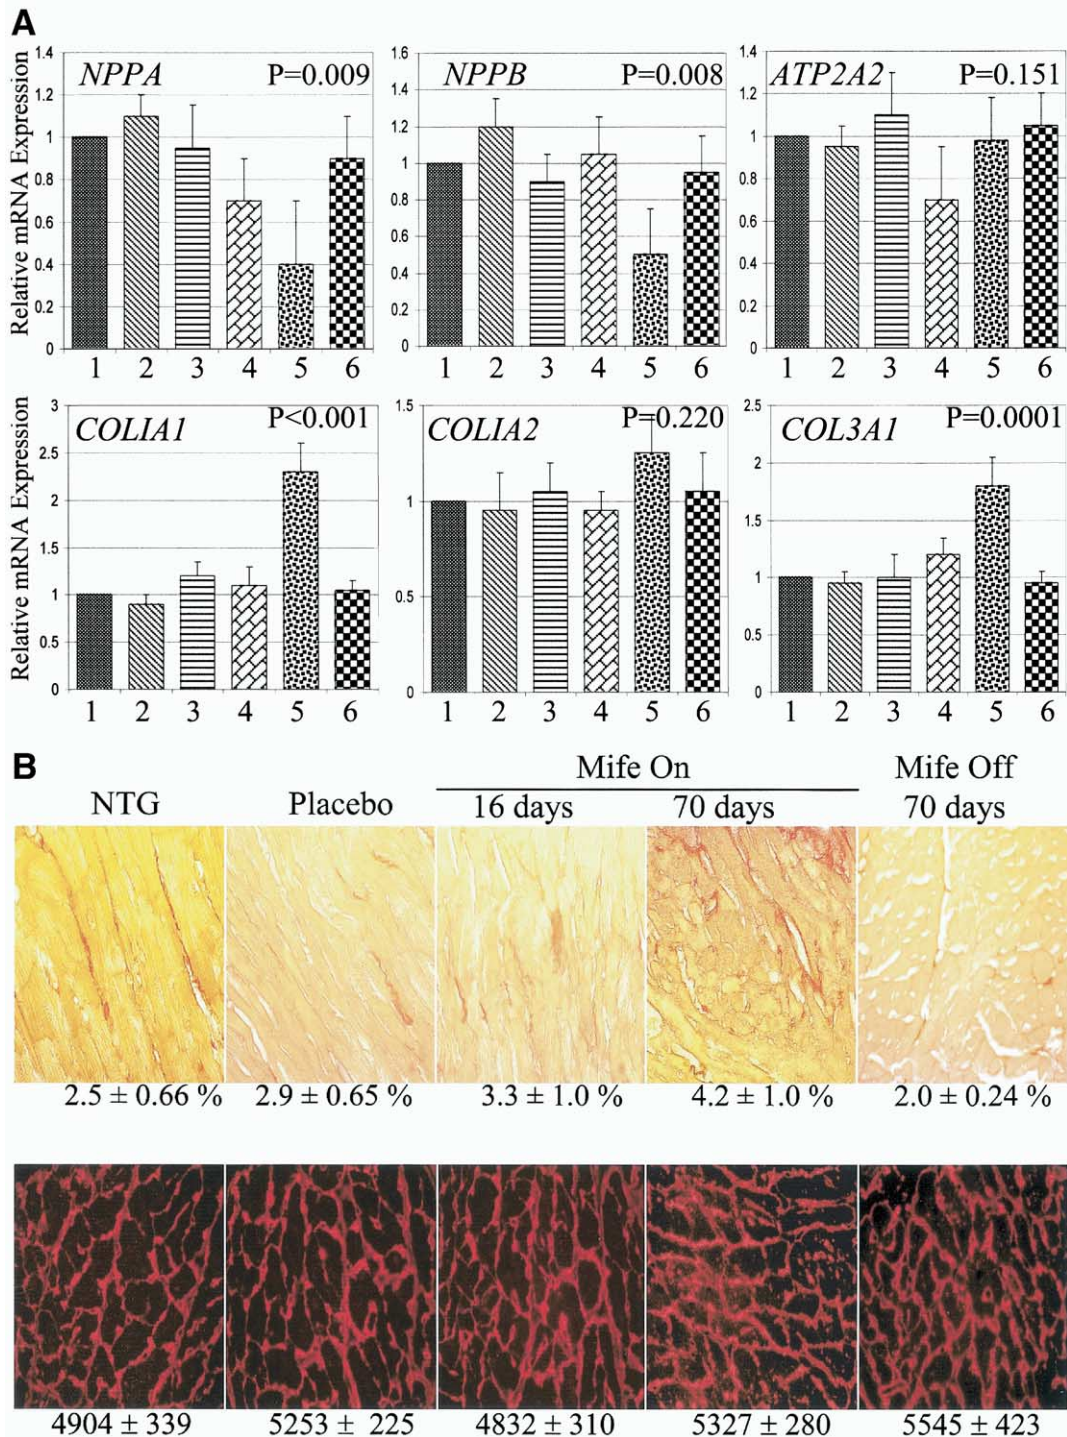 A
NPPA P=0.009
NPPB P=0.008
ATP2A2 P=0.151
Relative mRNA Expression
1.4
1.2
1
0.8
0.6
0.4
0.2
0
1 2 3 4 5 6
1.6
1.4
1.2
1
0.8
0.6
0.4
0.2
0
1 2 3 4 5 6
1.4
1.2
1
0.8
0.6
0.4
0.2
0
1 2 3 4 5 6
COLIA1 P<0.001
COLIA2 P=0.220
COL3A1 P=0.0001
Relative mRNA Expression
3
2.5
2
1.5
1
0.5
0
1 2 3 4 5 6
1.5
1
0.5
0
1 2 3 4 5 6
2.5
2
1.5
1
0.5
0
1 2 3 4 5 6
B
Mife On Mife Off
NTG Placebo 16 days 70 days 70 days
2.5 ± 0.66 % 2.9 ± 0.65 % 3.3 ± 1.0 % 4.2 ± 1.0 % 2.0 ± 0.24 %
4904 ± 339 5253 ± 225 4832 ± 310 5327 ± 280 5545 ± 423